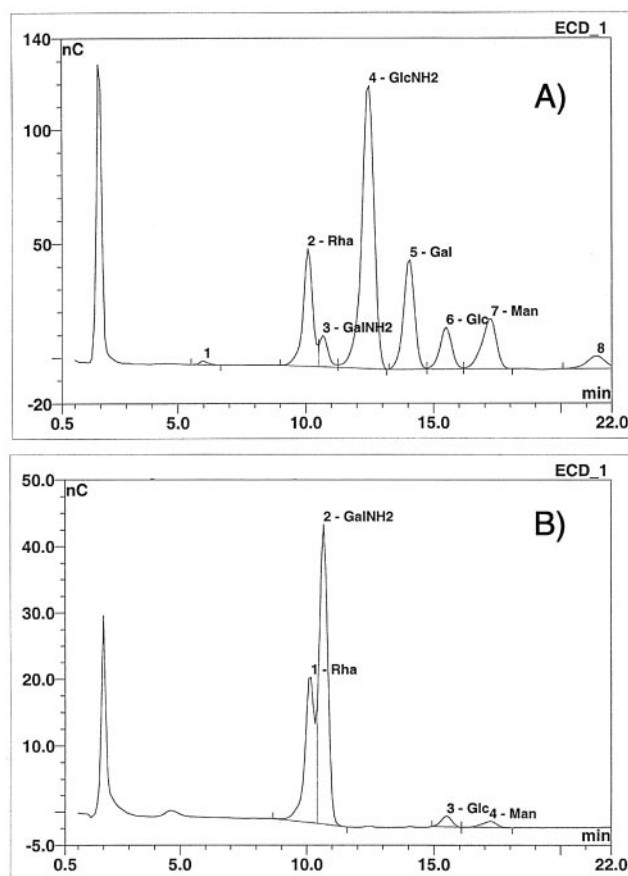 ECD_1
140
nC
4 - GlcNH2
A)
100
2 - Rha
50
5 - Gal
3 - GalNH2
6 - Glc
7 - Man
1
8
min
-20
0.5
5.0
10.0
15.0
22.0
ECD_1
50.0
nC
2 - GalNH2
B)
40.0
30.0
1 - Rha
20.0
10.0
3 - Glc
4 - Man
min
-5.0
0.5
5.0
10.0
15.0
22.0